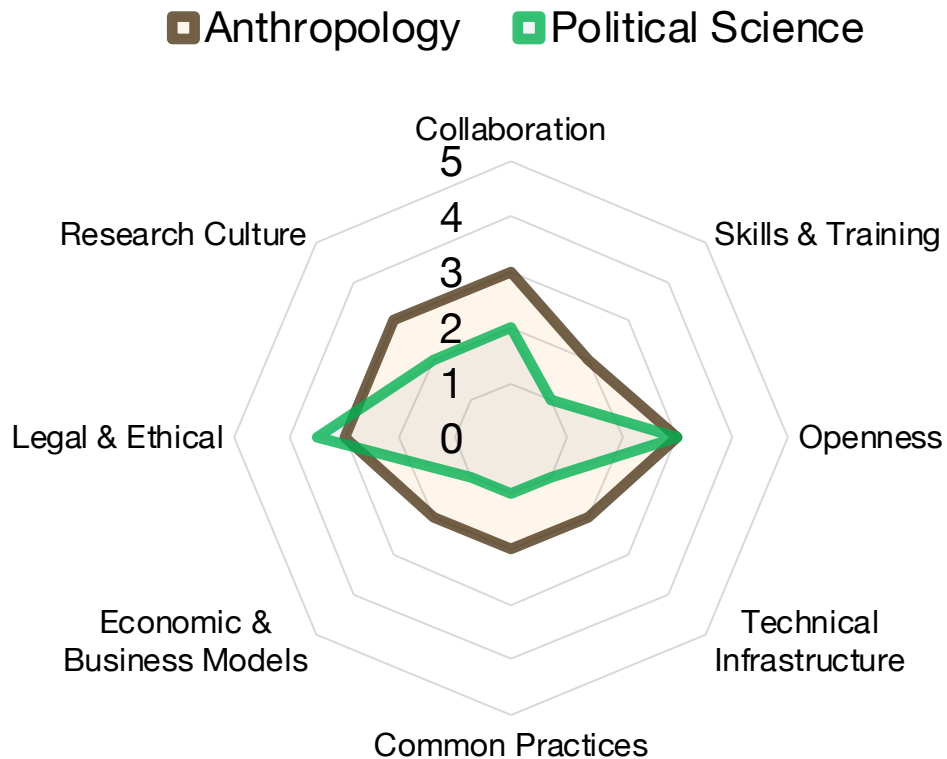 Anthropology Political Science
Collaboration
5
4
Research Culture
Skills & Training
3
2
1
Legal & Ethical
0
Openness
Economic &
Business Models
Technical
Infrastructure
Common Practices